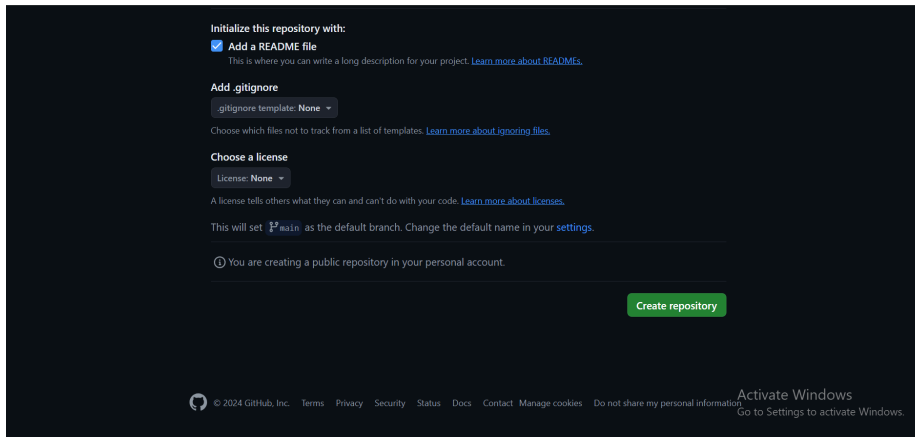 Initialize this repository with:
Add a README file
This is where you can write a long description for your project. Learn more about READMEs.
Add .gitignore
.gitignore template: None
Choose which files not to track from a list of templates. Learn more about ignoring files.
Choose a license
License: None
A license tells others what they can and can't do with your code. Learn more about licenses.
This will set main as the default branch. Change the default name in your settings.
You are creating a public repository in your personal account.
Create repository
© 2024 GitHub, Inc. Terms Privacy Security Status Docs Contact Manage cookies Do not share my personal information
Activate Windows
Go to Settings to activate Windows.